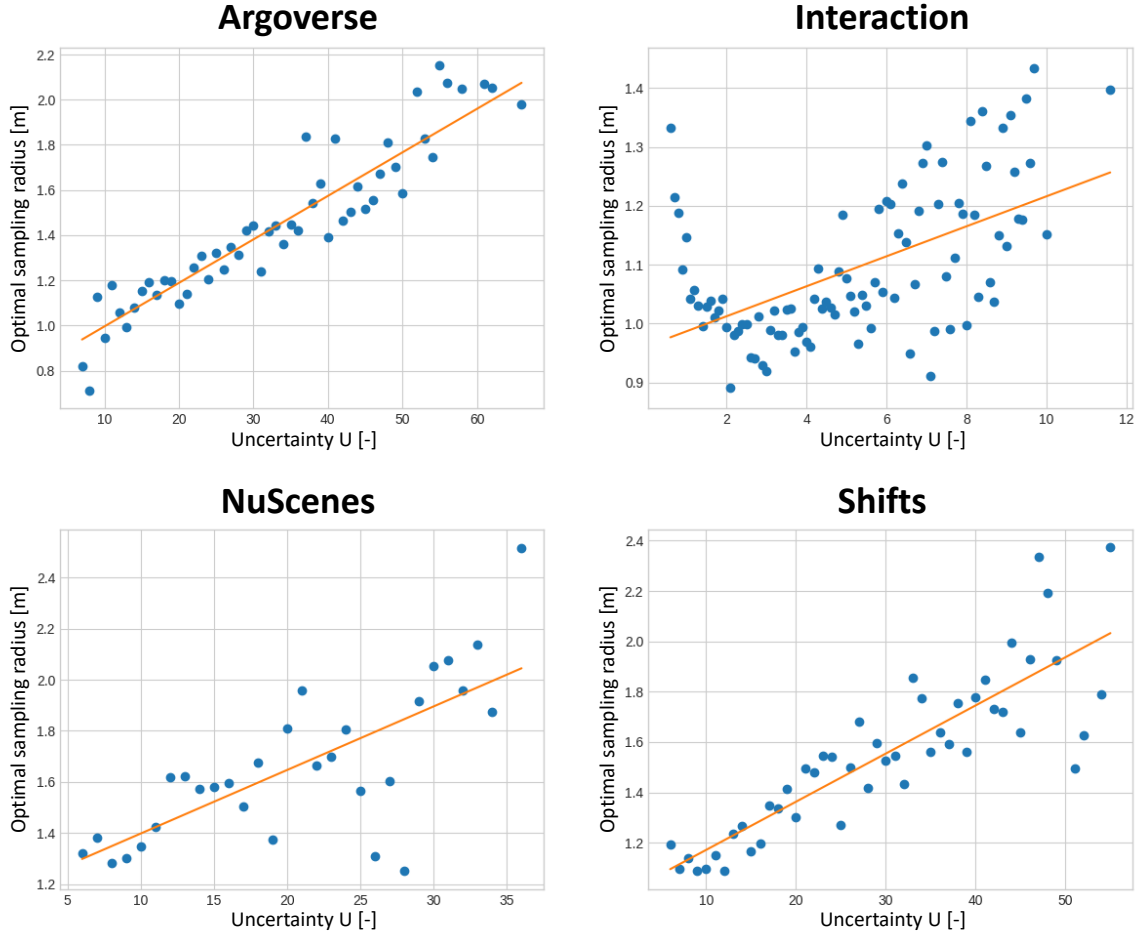 Argoverse
Interaction
Optimal sampling radius [m]
2.2
2.0
1.8
1.6
1.4
1.2
1.0
0.8
10 20 30 40 50 60
Uncertainty U [-]
Optimal sampling radius [m]
1.4
1.3
1.2
1.1
1.0
0.9
2 4 6 8 10 12
Uncertainty U [-]
NuScenes
Shifts
Optimal sampling radius [m]
2.4
2.2
2.0
1.8
1.6
1.4
1.2
5 10 15 20 25 30 35
Uncertainty U [-]
Optimal sampling radius [m]
2.4
2.2
2.0
1.8
1.6
1.4
1.2
10 20 30 40 50
Uncertainty U [-]